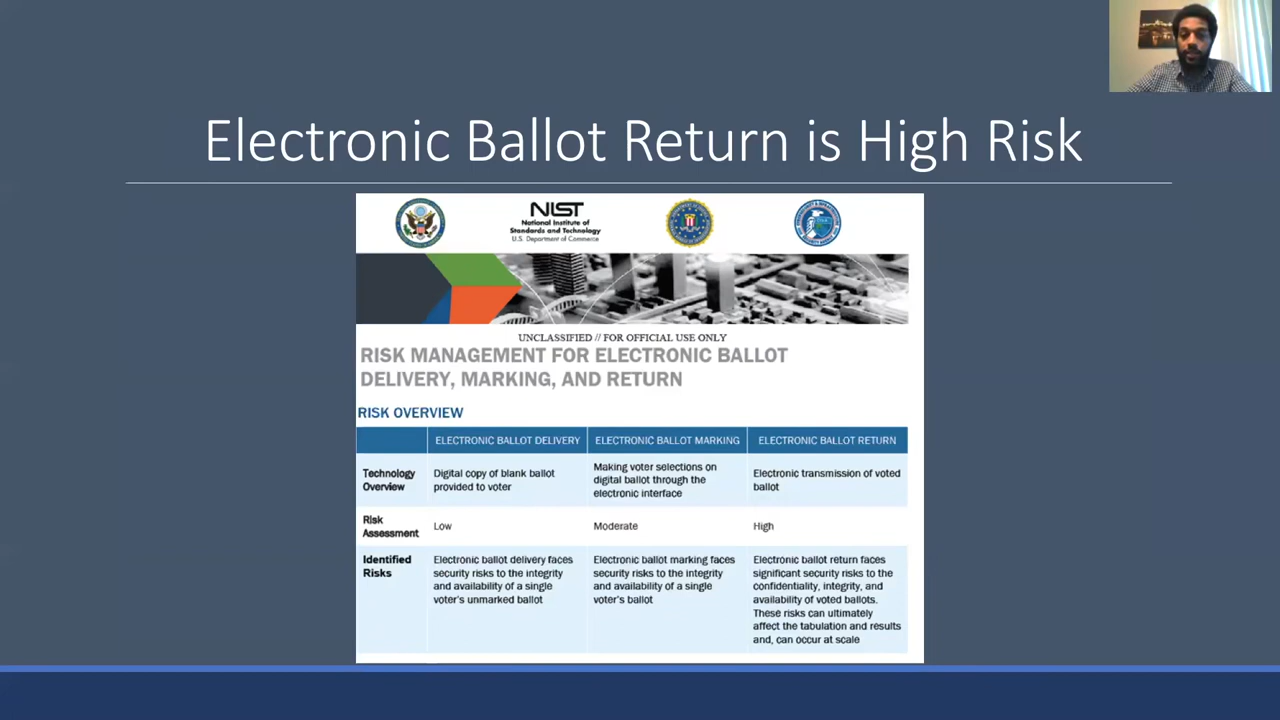 Electronic Ballot Return is High Risk
NIST
National Institute of
Standards and Technology
U.S. Department of Commerce
UNCLASSIFIED // FOR OFFICIAL USE ONLY
RISK MANAGEMENT FOR ELECTRONIC BALLOT
DELIVERY, MARKING, AND RETURN
RISK OVERVIEW
ELECTRONIC BALLOT DELIVERY
ELECTRONIC BALLOT MARKING
ELECTRONIC BALLOT RETURN
Technology
Overview
Digital copy of blank ballot
provided to voter
Making voter selections on
digital ballot through the
electronic interface
Electronic transmission of voted
ballot
Risk
Assessment
Low
Moderate
High
Identified
Risks
Electronic ballot delivery faces
security risks to the integrity
and availability of a single
voter's unmarked ballot
Electronic ballot marking faces
security risks to the integrity
and availability of a single
voter's ballot
Electronic ballot return faces
significant security risks to the
confidentiality, integrity, and
availability of voted ballots.
These risks can ultimately
affect the tabulation and results
and, can occur at scale